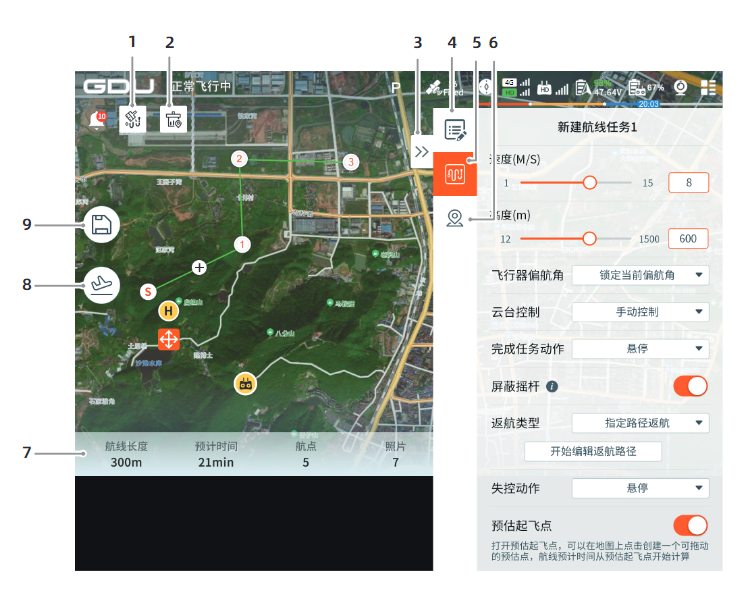 1 2 3 4 5 6
GDU 正常飞行中 P
4G HD HD 47.64V 67%
20:03
10
新建航线任务1
速度(M/S)
1 15 8
高度(m)
12 1500 600
飞行器偏航角 锁定当前偏航角
云台控制 手动控制
完成任务动作 悬停
屏蔽摇杆
返航类型 指定路径返航
开始编辑返航路径
失控动作 悬停
预估起飞点
打开预估起飞点，可以在地图上点击创建一个可拖动
的预估点，航线预计时间从预估起飞点开始计算
2 3
1
S
H
八分山
9
8
7
航线长度 预计时间 航点 照片
300m 21min 5 7